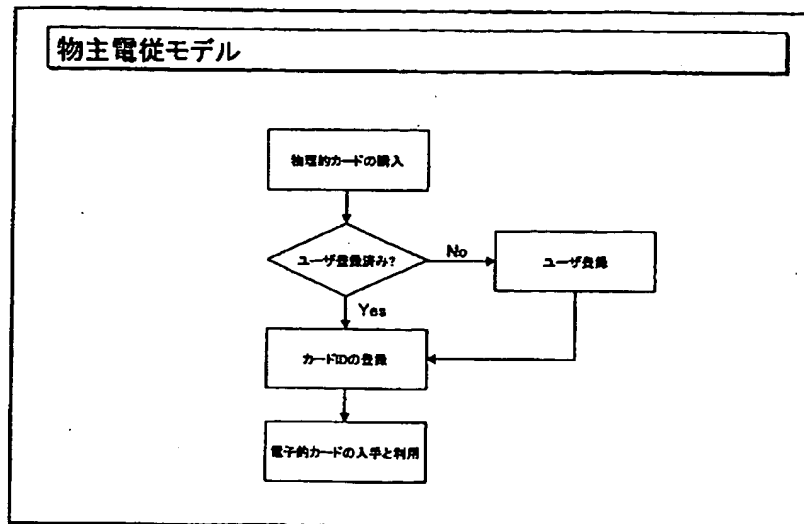 物主電従モデル
物理的カードの購入
ユーザ登録済み?
No
ユーザ登録
Yes
カードIDの登録
電子的カードの入手と利用